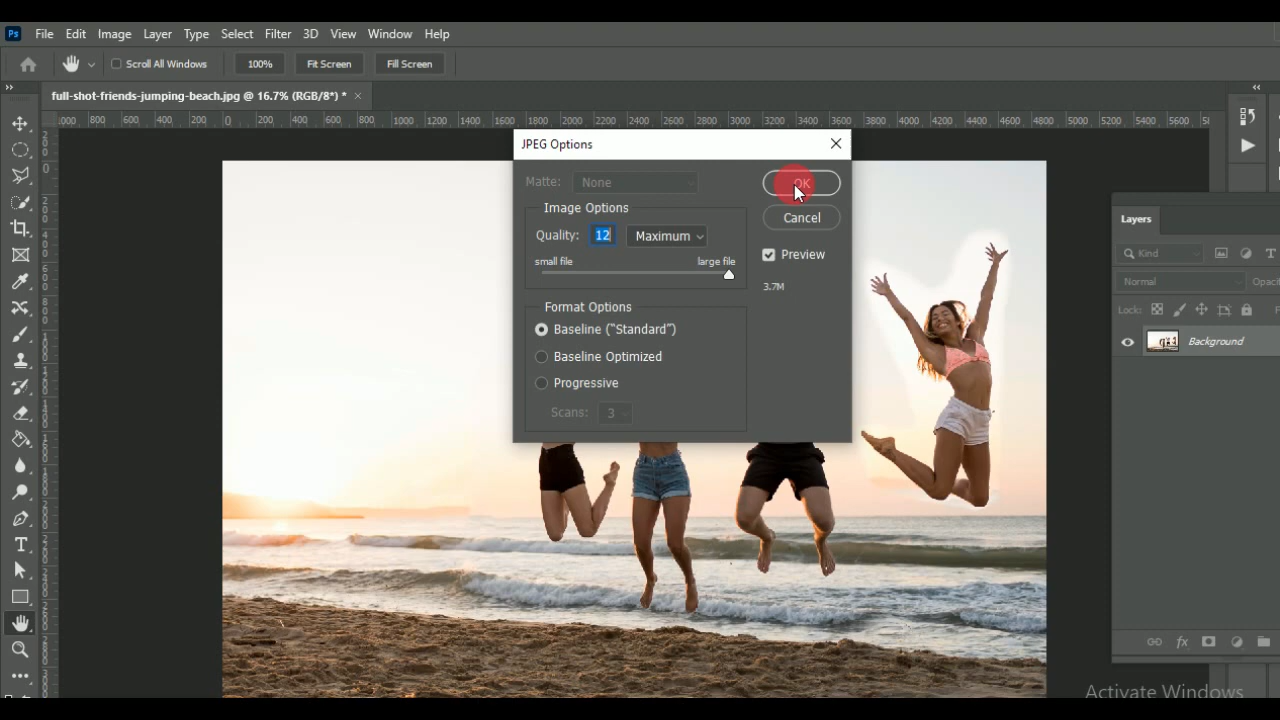 Ps File Edit Image Layer Type Select Filter 3D View Window Help
Scroll All Windows 100% Fit Screen Fill Screen
full-shot-friends-jumping-beach.jpg @ 16.7% (RGB/8*) *
800 600 400 200 0 200 400 600 800 1000 1200 1400 1600 1800 2000 2200 2400 2600 2800 3000 3200 3400 3600 3800 4000 4200 4400 4600 4800 5000 5200 5400 5600
JPEG Options
Matte: None
OK
Image Options
Cancel
Quality: 12 Maximum
Preview
small file large file
3.7M
Format Options
Baseline (“Standard”)
Baseline Optimized
Progressive
Scans: 3
Layers
Kind
Normal
Lock:
Background
Activate Windows